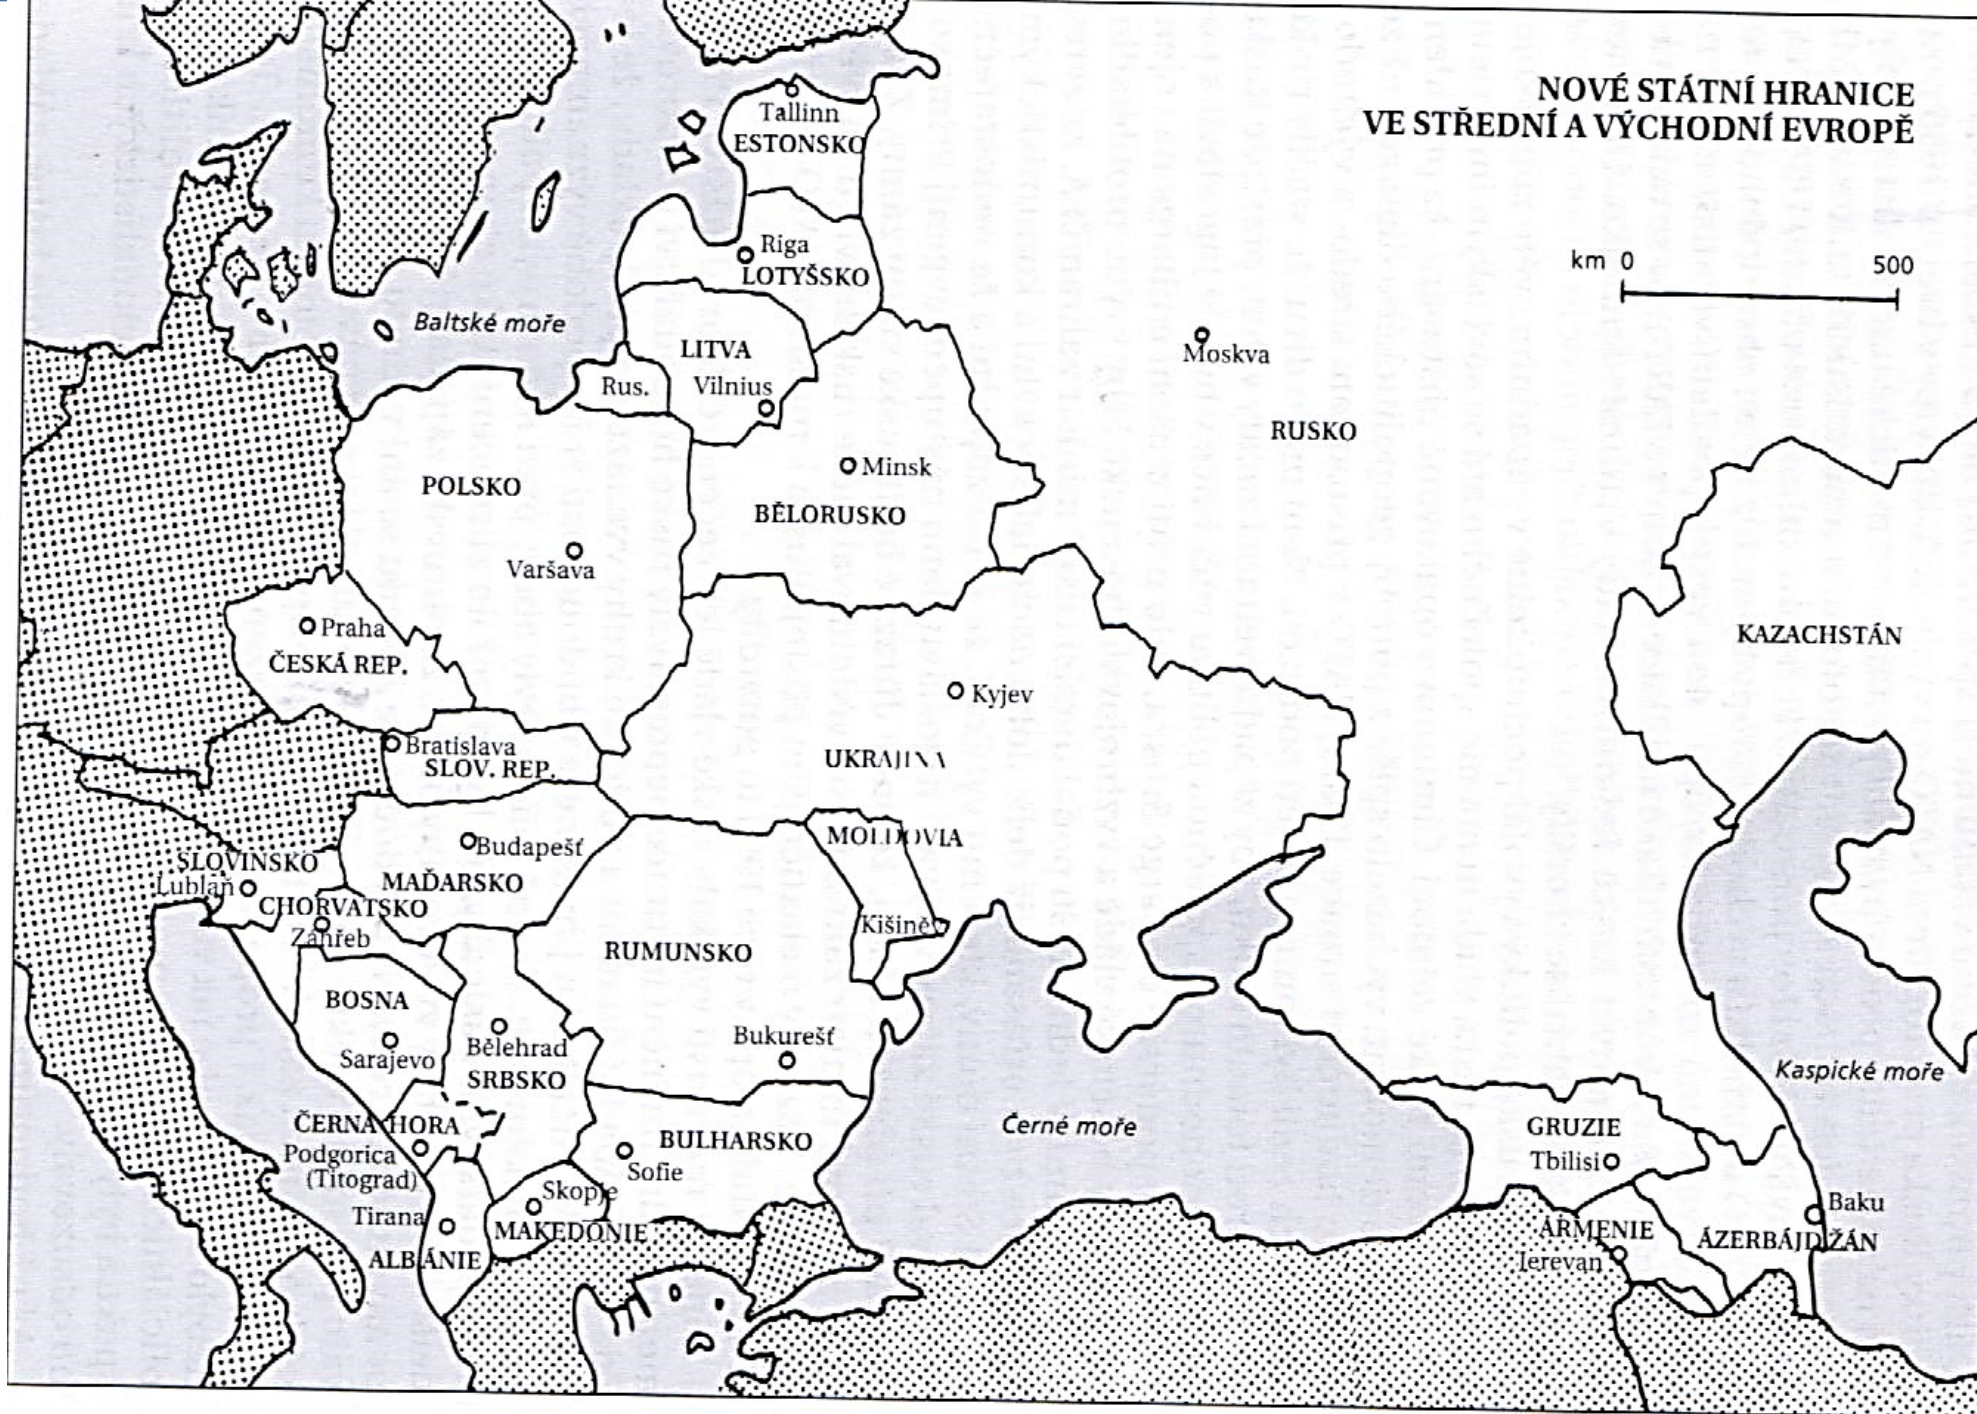 NOVÉ STÁTNÍ HRANICE
VE STŘEDNÍ A VÝCHODNÍ EVROPĚ
km 0 500
Tallinn
ESTONSKO
Riga
LOTYŠSKO
Baltské moře
LITVA
Vilnius
Rus.
Moskva
RUSKO
Minsk
BĚLORUSKO
POLSKO
Varšava
Praha
ČESKÁ REP.
KAZACHSTÁN
Kyjev
UKRAJINA
Bratislava
SLOV. REP.
MOLDOVIA
Kišiněv
Budapešť
MAĎARSKO
SLOVINSKO
Lublaň
CHORVATSKO
Záhřeb
RUMUNSKO
Bukurešť
BOSNA
Sarajevo
Bělehrad
SRBSKO
ČERNÁ HORA
Podgorica
(Titograd)
BULHARSKO
Sofie
Skopje
MAKEDONIE
Tirana
ALBÁNIE
Černé moře
Kaspické moře
GRUZIE
Tbilisi
ARMENIE
Jerevan
Baku
ÁZERBÁJDŽÁN